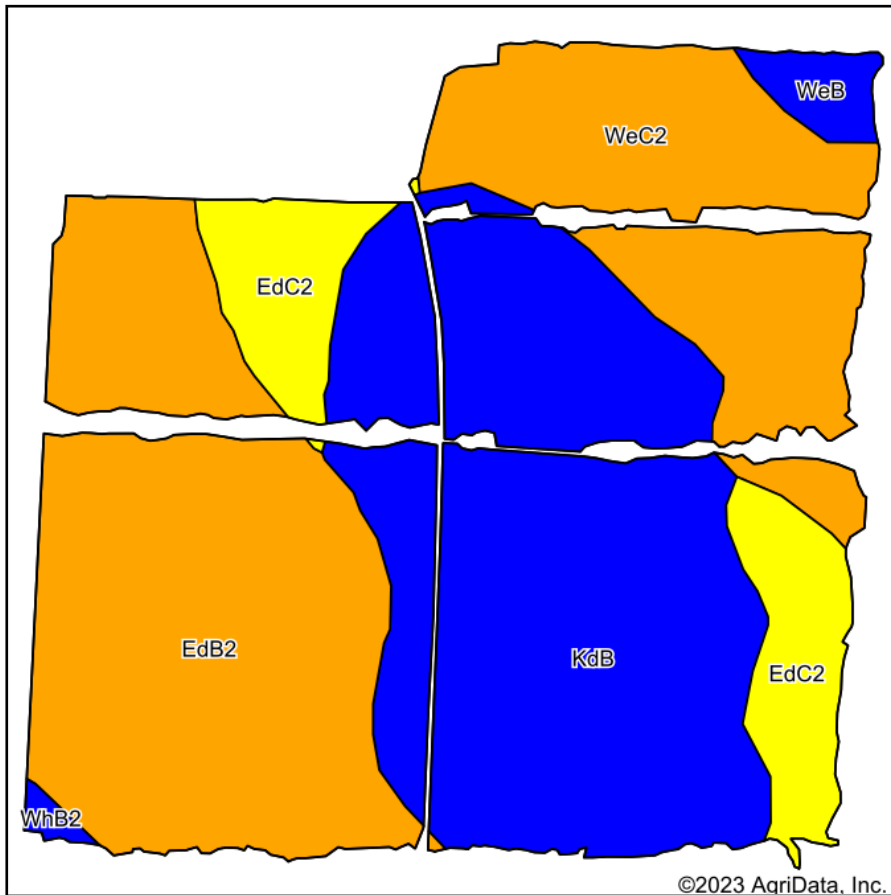 WeB
WeC2
EdC2
EdB2
KdB
EdC2
WhB2
©2023 AgriData, Inc.